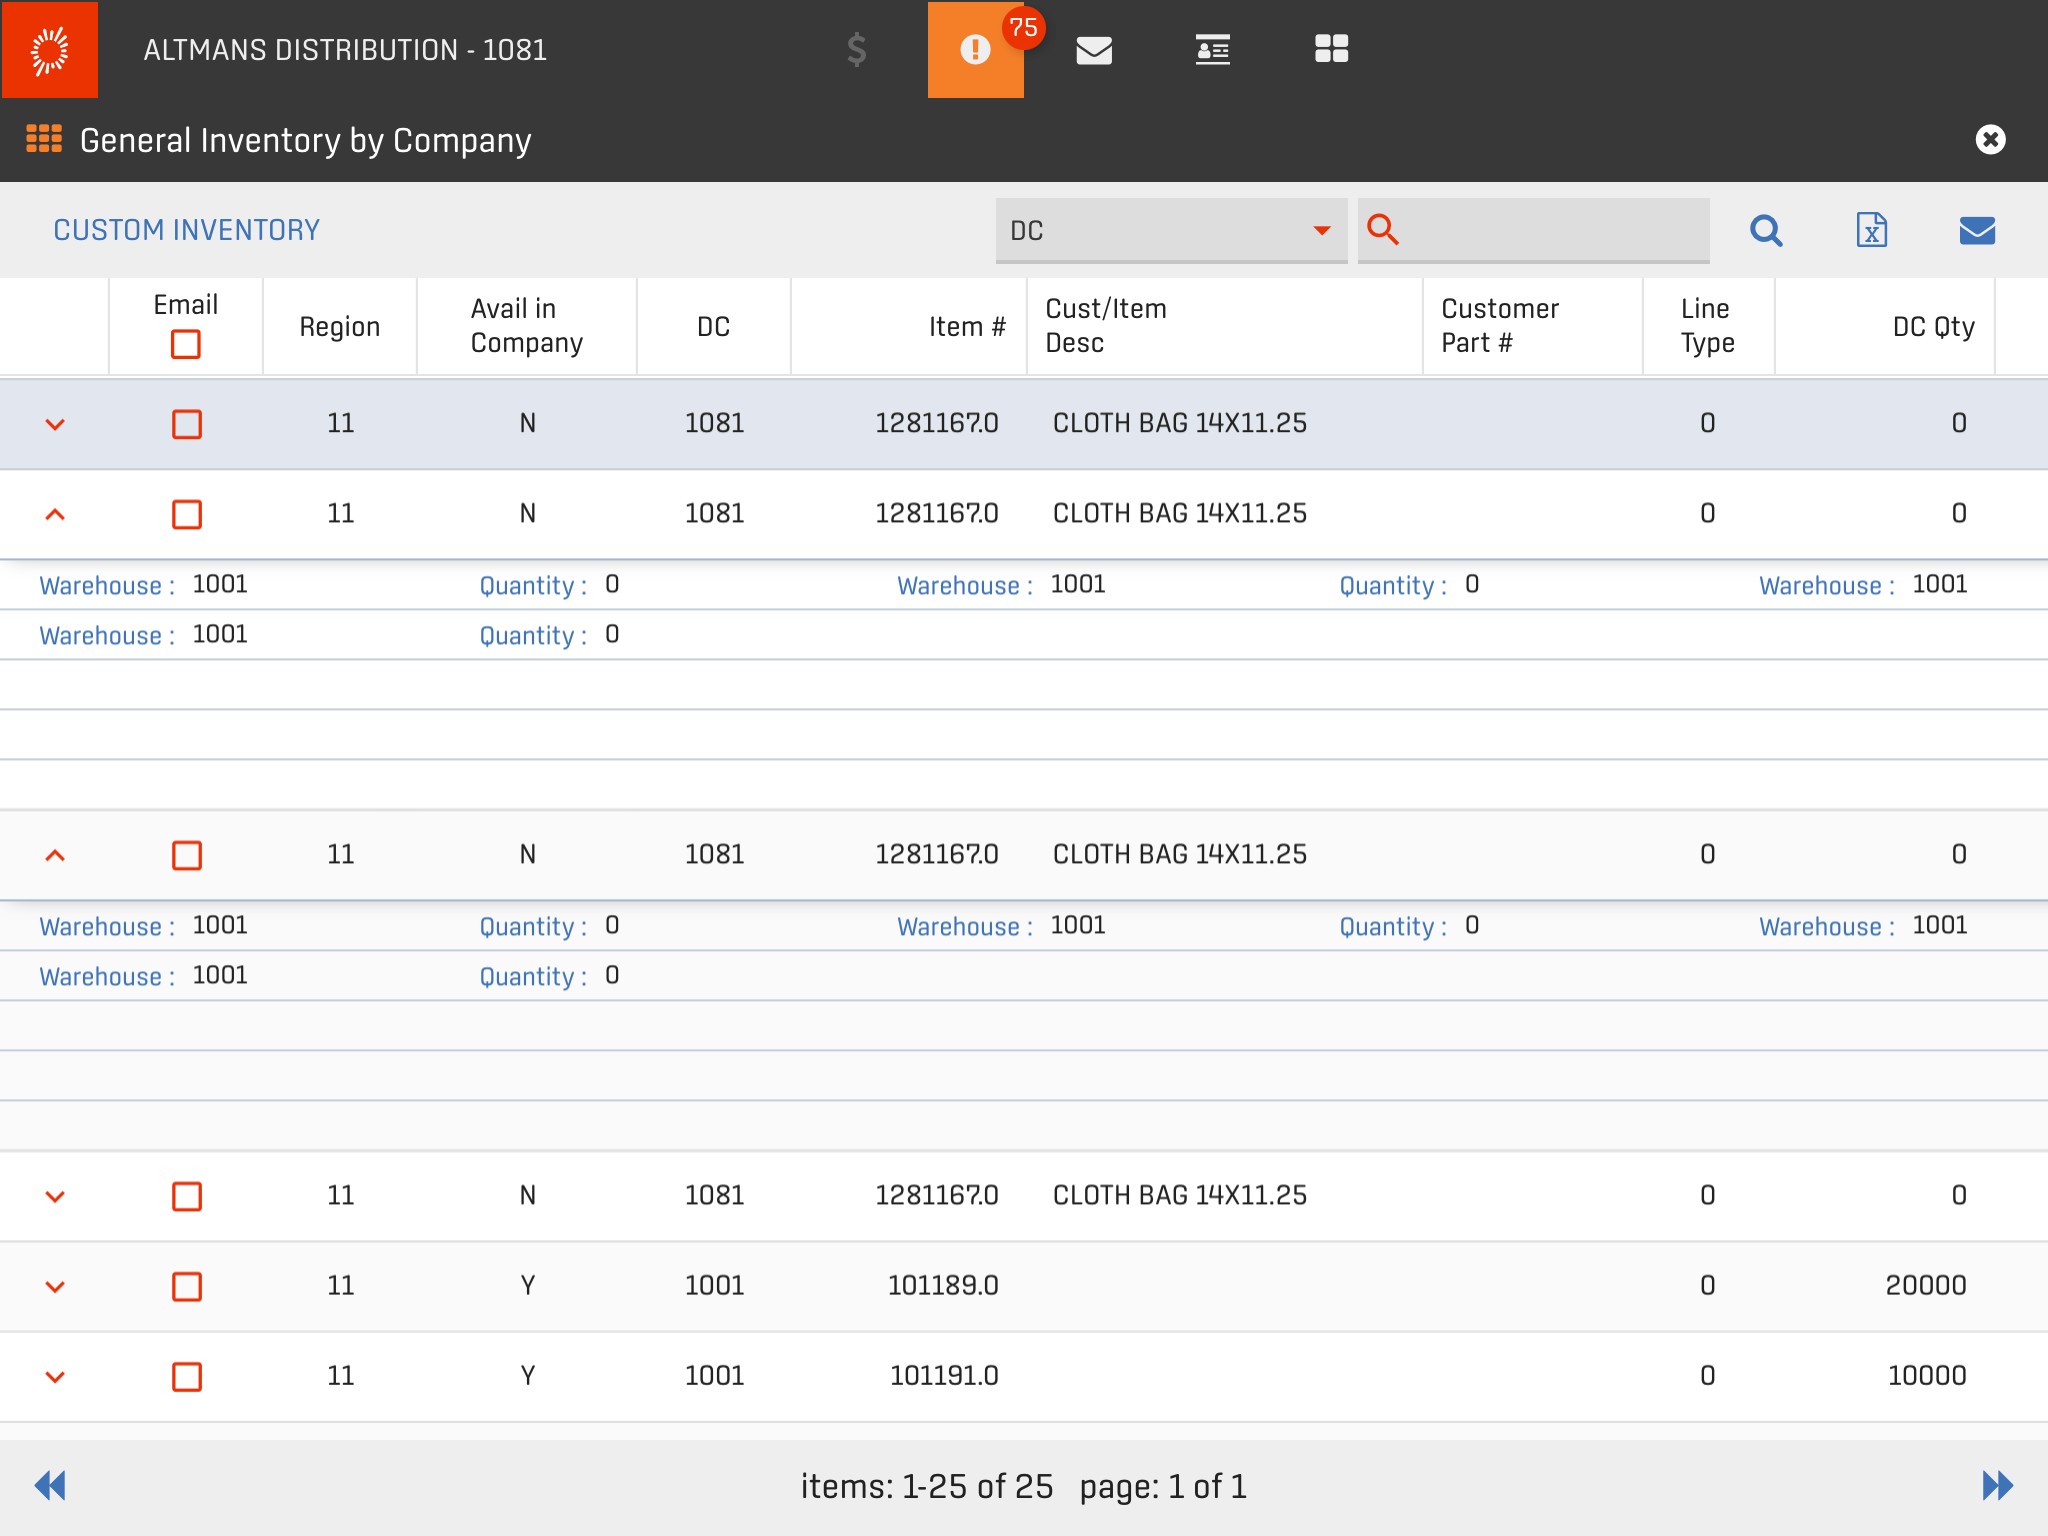 ALTMANS DISTRIBUTION - 1081
75
General Inventory by Company
CUSTOM INVENTORY
DC
Email
Region
Avail in
Company
DC
Item #
Cust/Item
Desc
Customer
Part #
Line
Type
DC Qty
11 N 1081 1281167.0 CLOTH BAG 14X11.25 0 0
11 N 1081 1281167.0 CLOTH BAG 14X11.25 0 0
Warehouse : 1001 Quantity : 0 Warehouse : 1001 Quantity : 0 Warehouse : 1001
Warehouse : 1001 Quantity : 0
11 N 1081 1281167.0 CLOTH BAG 14X11.25 0 0
Warehouse : 1001 Quantity : 0 Warehouse : 1001 Quantity : 0 Warehouse : 1001
Warehouse : 1001 Quantity : 0
11 N 1081 1281167.0 CLOTH BAG 14X11.25 0 0
11 Y 1001 101189.0 0 20000
11 Y 1001 101191.0 0 10000
items: 1-25 of 25 page: 1 of 1